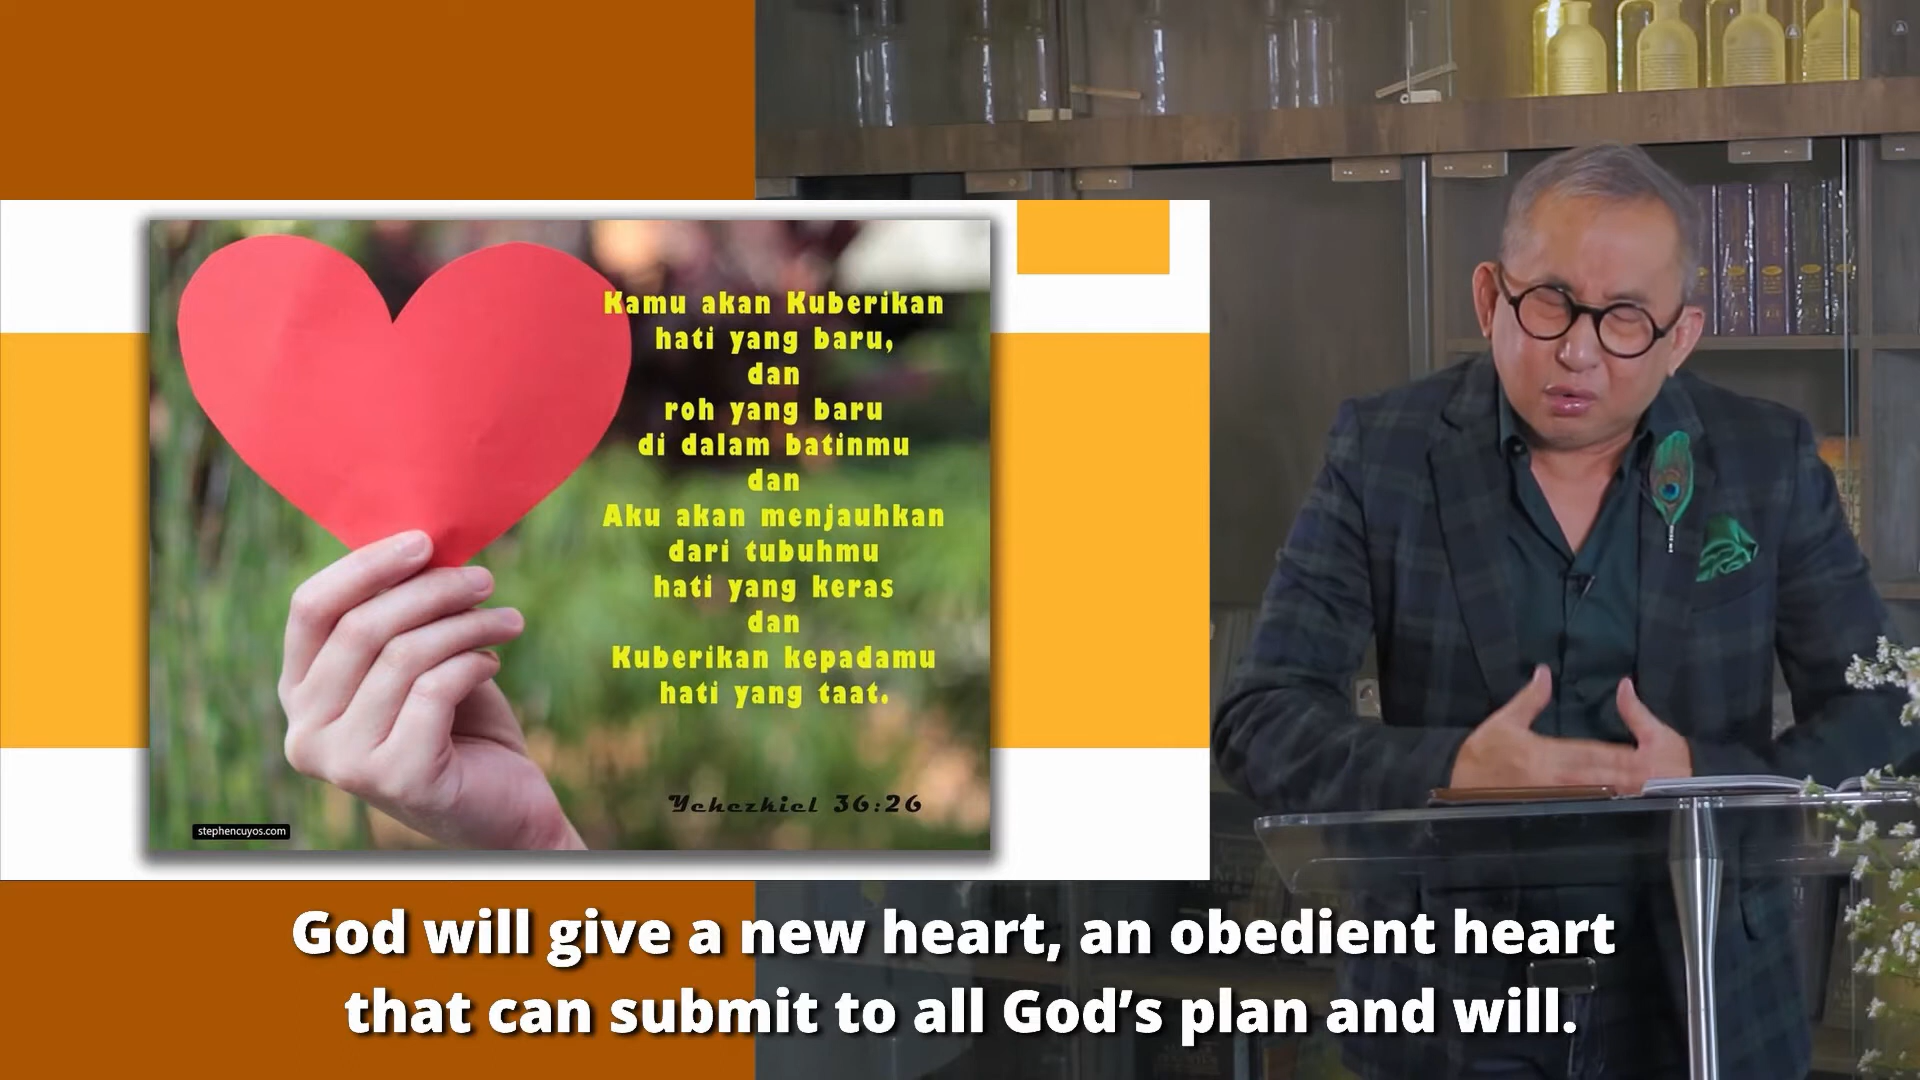 Kamu akan Kuberikan
hati yang baru,
dan
roh yang baru
di dalam batinmu
dan
Aku akan menjauhkan
dari tubuhmu
hati yang keras
dan
Kuberikan kepadamu
hati yang taat.
Yehezkiel 36:26
stephencuyos.com
God will give a new heart, an obedient heart
that can submit to all God’s plan and will.